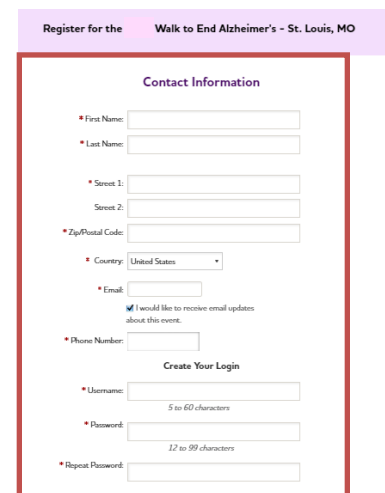 Register for the Walk to End Alzheimer's - St. Louis, MO
Contact Information
* First Name:
* Last Name:
* Street 1:
Street 2:
* Zip/Postal Code:
* Country: United States
* Email:
I would like to receive email updates
about this event.
* Phone Number:
Create Your Login
* Username:
5 to 60 characters
* Password:
12 to 99 characters
* Repeat Password: